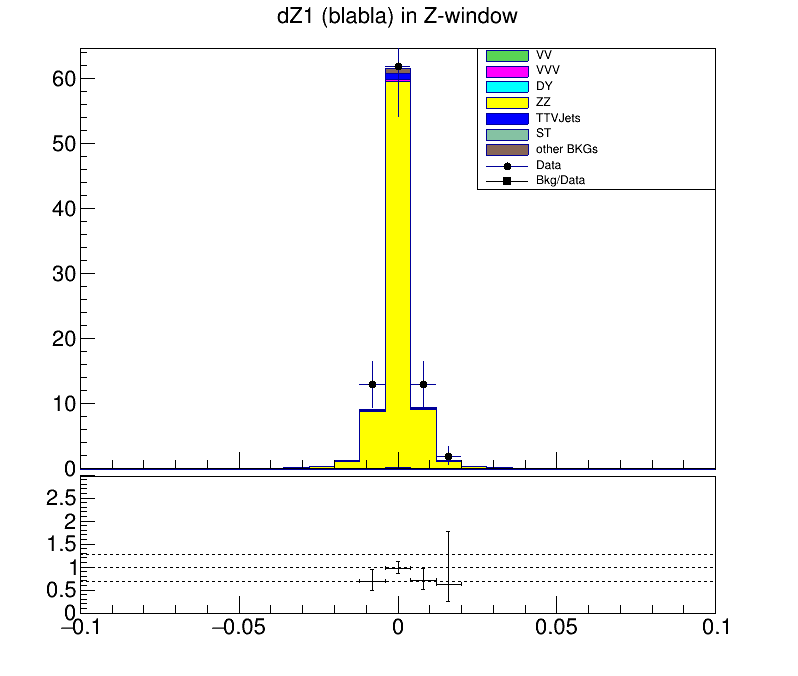 dZ1 (blabla) in Z-window
60
50
40
30
20
10
0
VV
VVV
DY
ZZ
TTVJets
ST
other BKGs
Data
Bkg/Data
2.5
2
1.5
1
0.5
0
−0.1
−0.05
0
0.05
0.1